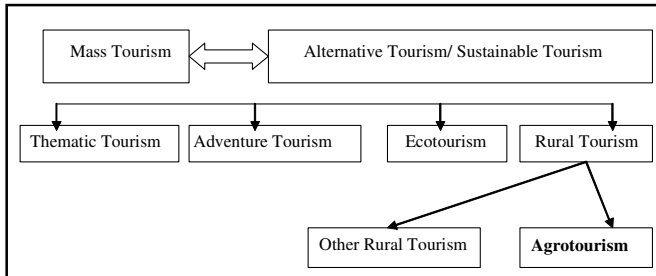 Mass Tourism
Alternative Tourism/ Sustainable Tourism
Thematic Tourism
Adventure Tourism
Ecotourism
Rural Tourism
Other Rural Tourism
Agrotourism